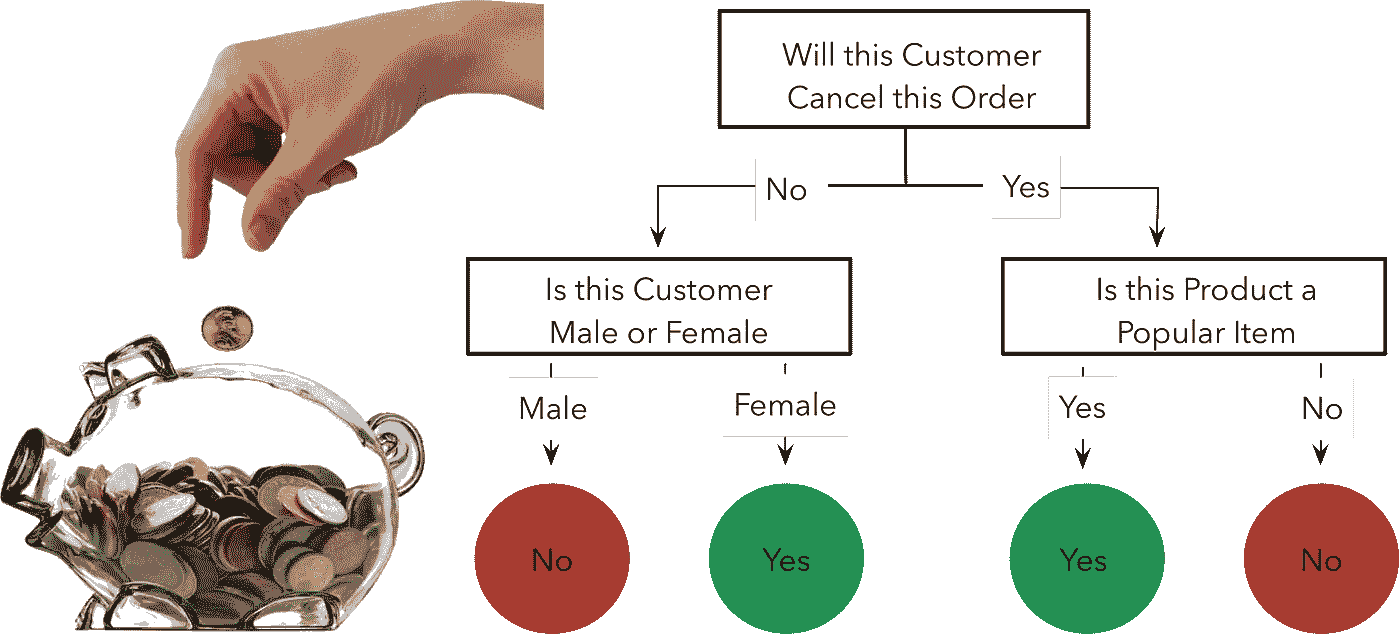 Will this Customer
Cancel this Order
No
Yes
Is this Customer
Male or Female
Is this Product a
Popular Item
Male
Female
Yes
No
No
Yes
Yes
No